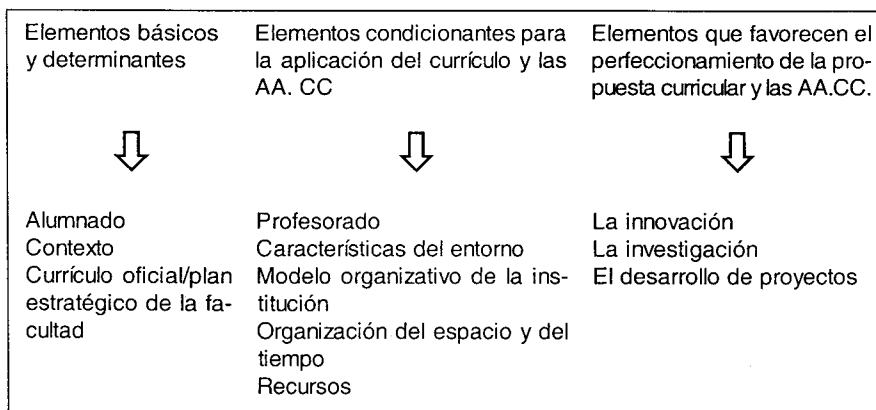 Elementos básicos
y determinantes
Elementos condicionantes para
la aplicación del currículo y las
AA. CC
Elementos que favorecen el
perfeccionamiento de la pro-
puesta curricular y las AA.CC.
Alumnado
Contexto
Currículo oficial/plan
estratégico de la fa-
cultad
Profesorado
Características del entorno
Modelo organizativo de la ins-
titución
Organización del espacio y del
tiempo
Recursos
La innovación
La investigación
El desarrollo de proyectos